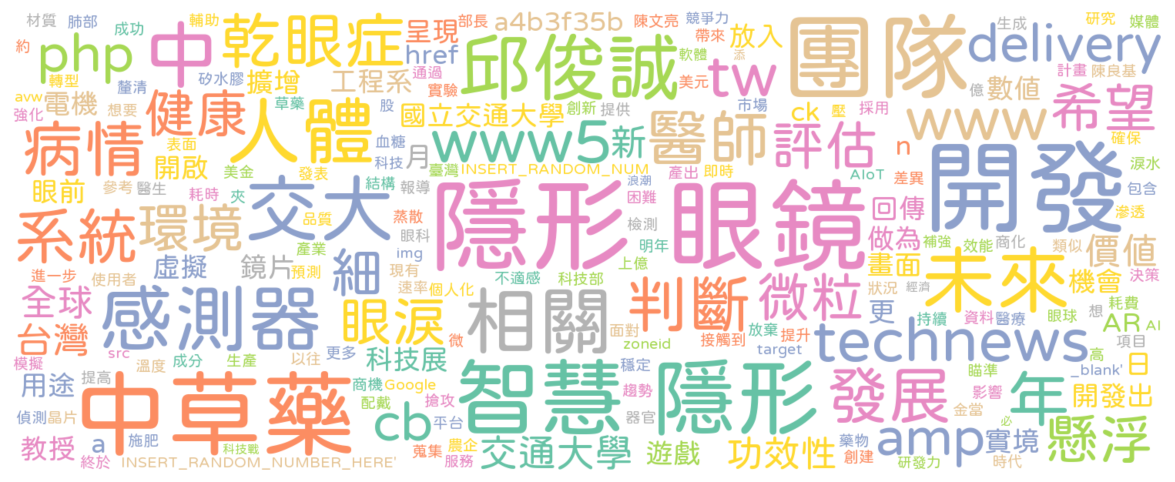 材質
肺部
成功
輔助
乾眼症
呈現
部長
a4b3f35b
陳文亮
競爭力
帶來
放入
團隊
生成
研究
媒體
delivery
約
php
中
href
邱俊誠
軟體
tw
計畫
陳良基
轉型
釐清
矽水膠
擴增
工程系
通過
實驗
美元
添
億
數值
希望
avw
電機
草藥
股
國立交通大學
創新
提供
市場
ck
壓
採用
www
強化
想要
健康
人體
血糖
www5
新
醫師
評估
n
確保
淚水
病情
表面
開啟
美金
發表
科技
月
臺灣
INSERT_RANDOM_NUM
產出
即時
AIoT
差異
開發
包含
眼前
參考
醫生
耗時
夾
交大
結構
報導
浪潮
困難
隱形眼鏡
回傳
滲透
系統
環境
品質
蒸散
眼科
檢測
明年
做為
補強
效能
商化
類似
價值
進一步
使用者
虛擬
鏡片
產業
預測
img
現有
細
不適感
科技部
上億
畫面
狀況
經濟
未來
機會
決策
全球
感測器
眼淚
速率
個人化
相關
判斷
微粒
更
持續
資料
醫療
想
眼球
耗費
AR
AI
台灣
src
微
面對
zoneid
放棄
接觸到
提升
target
technews
項目
模擬
溫度
成分
生產
以往
更多
科技展
穩定
瞄準
高
_blank'
日
用途
提高
中草藥
商機
Google
配戴
搶攻
智慧
隱形
趨勢
發展
影響
金當
年
開發出
偵測
晶片
cb
平台
器官
教授
a
施肥
科技戰
蒐集
農企
交通大學
遊戲
功效性
藥物
創建
amp
實境
必
懸浮
終於
INSERT_RANDOM_NUMBER_HERE'
服務
研發力
時代